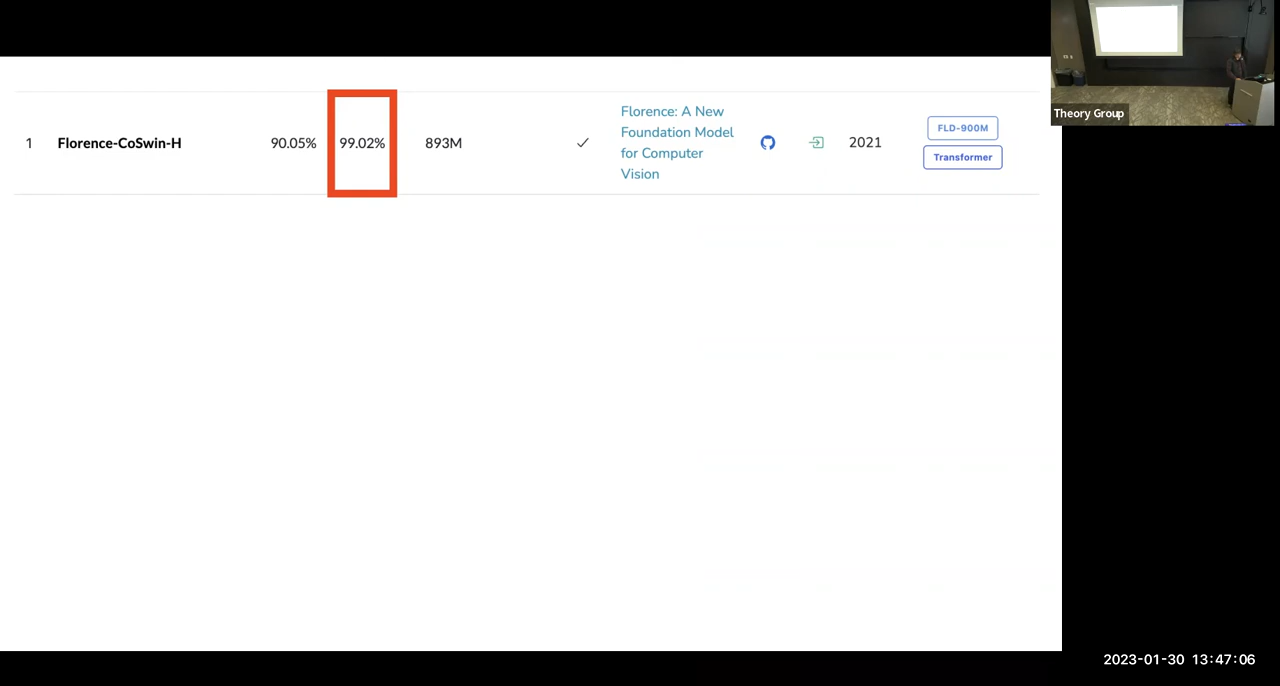 Theory Group
1 Florence-CoSwin-H 90.05% 99.02% 893M ✓ Florence: A New
Foundation Model
for Computer
Vision
2021
FLD-900M
Transformer
2023-01-30 13:47:06